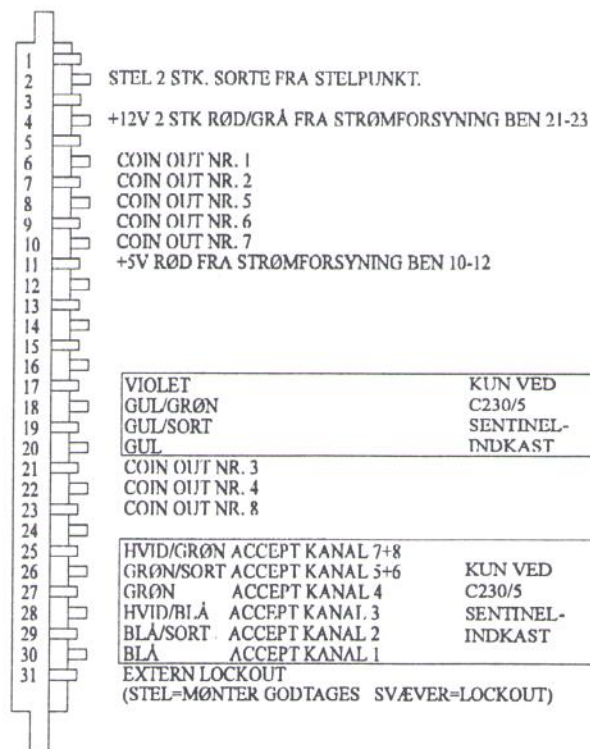 1
2 STEL 2 STK. SORTE FRA STELPUNKT.
3
4 +12V 2 STK RØD/GRÅ FRA STRØMFORSYNING BEN 21-23
5
6 COIN OUT NR. 1
7 COIN OUT NR. 2
8 COIN OUT NR. 5
9 COIN OUT NR. 6
10 COIN OUT NR. 7
11 +5V RØD FRA STRØMFORSYNING BEN 10-12
12
13
14
15
16
17 VIOLET KUN VED
18 GUL/GRØN C230/5
19 GUL/SORT SENTINEL-
20 GUL INDKAST
21 COIN OUT NR. 3
22 COIN OUT NR. 4
23 COIN OUT NR. 8
24
25 HVID/GRØN ACCEPT KANAL 7+8
26 GRØN/SORT ACCEPT KANAL 5+6 KUN VED
27 GRØN ACCEPT KANAL 4 C230/5
28 HVID/BLÅ ACCEPT KANAL 3 SENTINEL-
29 BLÅ/SORT ACCEPT KANAL 2 INDKAST
30 BLÅ ACCEPT KANAL 1
31 EXTERN LOCKOUT
(STEL=MØNTER GODTAGES SVÆVER=LOCKOUT)